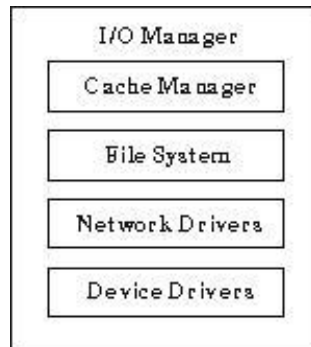 I/O Manager
Cache Manager
File System
Network Drivers
Device Drivers